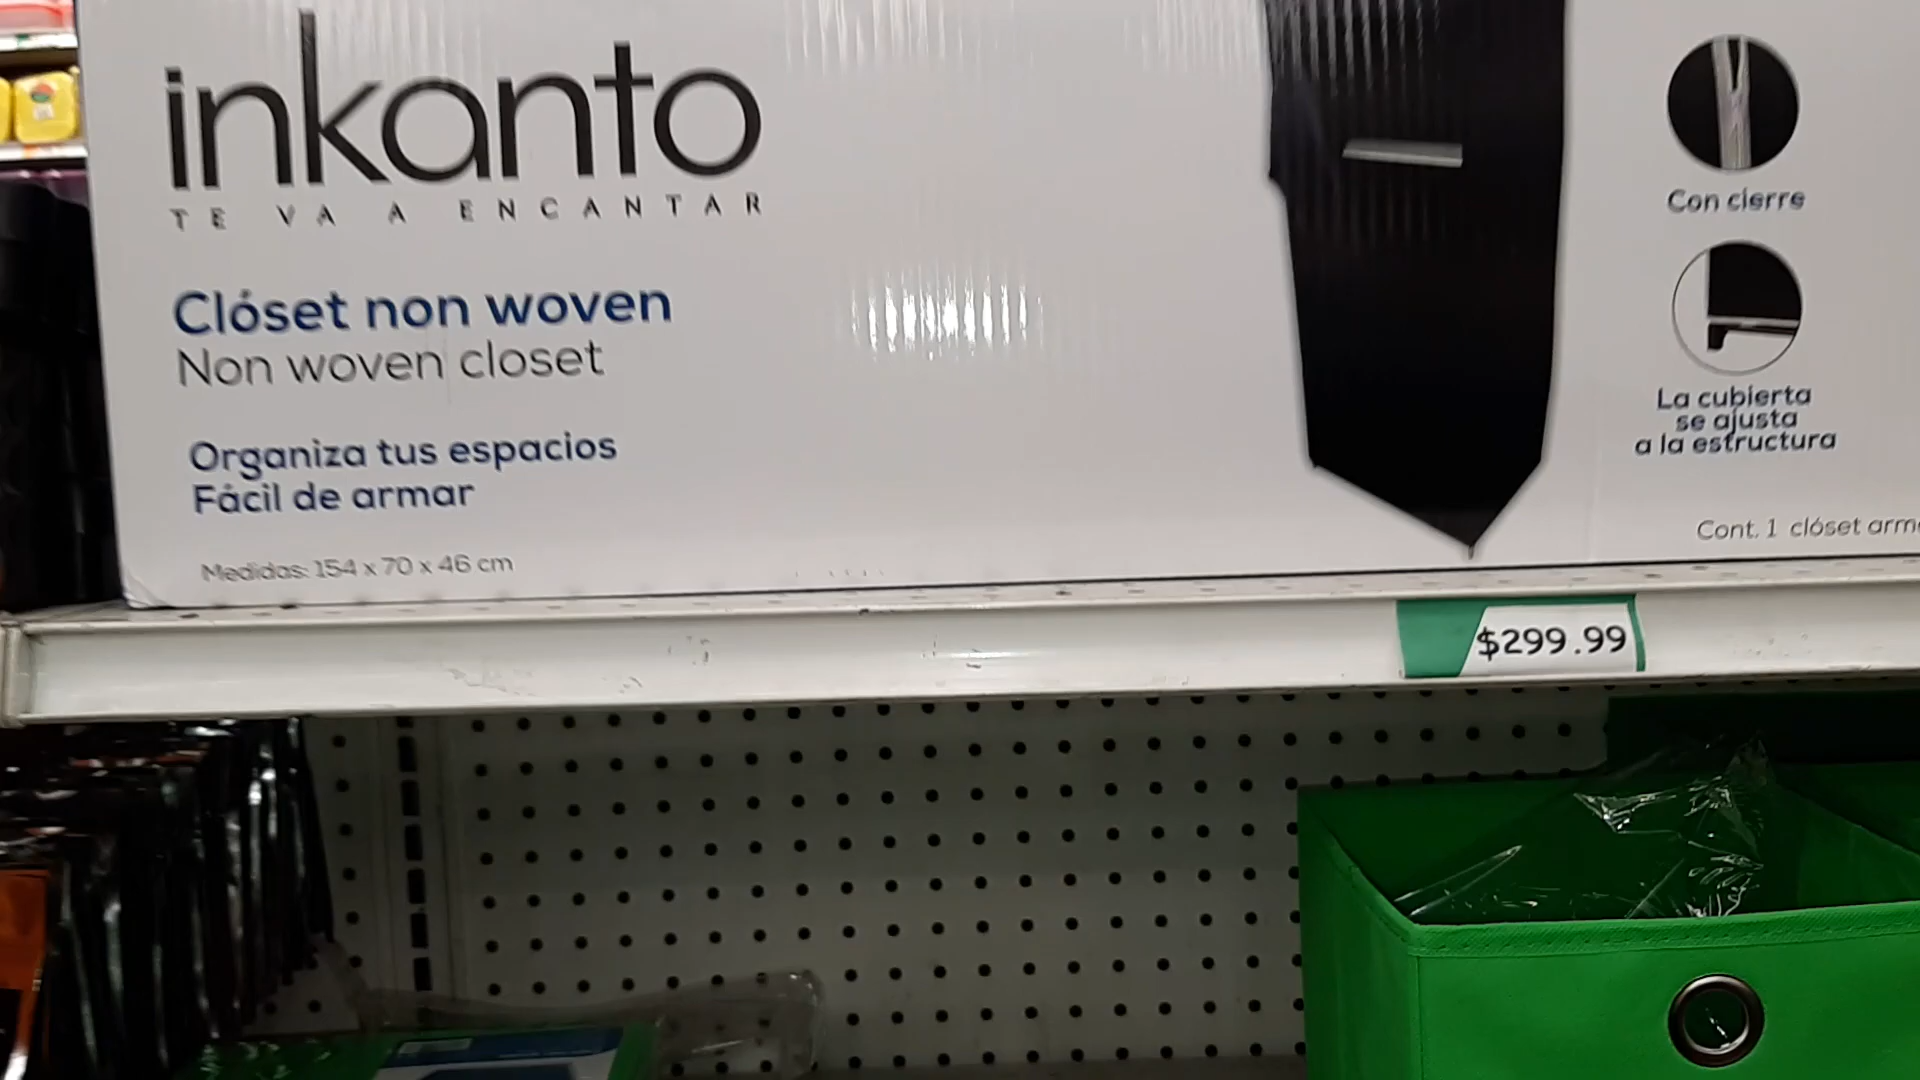 inkanto
TE VA A ENCANTAR
Clóset non woven
Non woven closet
Organiza tus espacios
Fácil de armar
Medidas: 154 x 70 x 46 cm
Con cierre
La cubierta
se ajusta
a la estructura
Cont. 1 clóset
$299.99